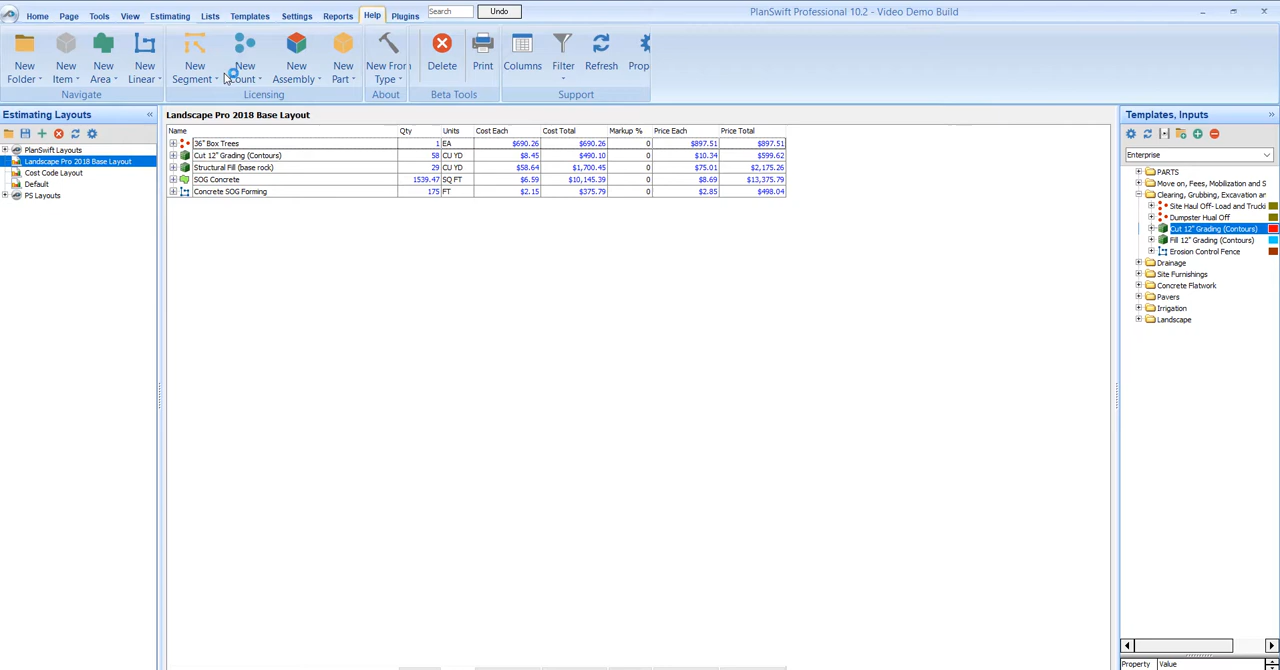 Home Page Tools View Estimating Lists Templates Settings Reports Help Plugins Search Undo PlanSwift Professional 10.2 - Video Demo Build
New Folder New Item New Area New Linear New Segment New Count New Assembly New Part New From Type Delete Print Columns Filter Refresh Prop
Navigate Licensing About Beta Tools Support
Estimating Layouts
PlanSwift Layouts
Landscape Pro 2018 Base Layout
Cost Code Layout
Default
PS Layouts
Landscape Pro 2018 Base Layout
Name Qty Units Cost Each Cost Total Markup % Price Each Price Total
36" Box Trees 1 EA $690.26 $690.26 0 $897.51 $897.51
Cut 12" Grading (Contours) 58 CU YD $8.45 $490.10 0 $10.34 $599.62
Structural Fill (base rock) 29 CU YD $58.64 $1,700.45 0 $75.01 $2,175.26
SOG Concrete 1539.47 SQ FT $6.59 $10,145.39 0 $8.69 $13,375.79
Concrete SOG Forming 175 FT $2.15 $375.79 0 $2.85 $498.04
Templates, Inputs
Enterprise
PARTS
Move on, Fees, Mobilization and S
Clearing, Grubbing, Excavation ar
Site Haul Off- Load and Trucki
Dumpster Hual Off
Cut 12" Grading (Contours)
Fill 12" Grading (Contours)
Erosion Control Fence
Drainage
Site Furnishings
Concrete Flatwork
Pavers
Irrigation
Landscape
Property Value